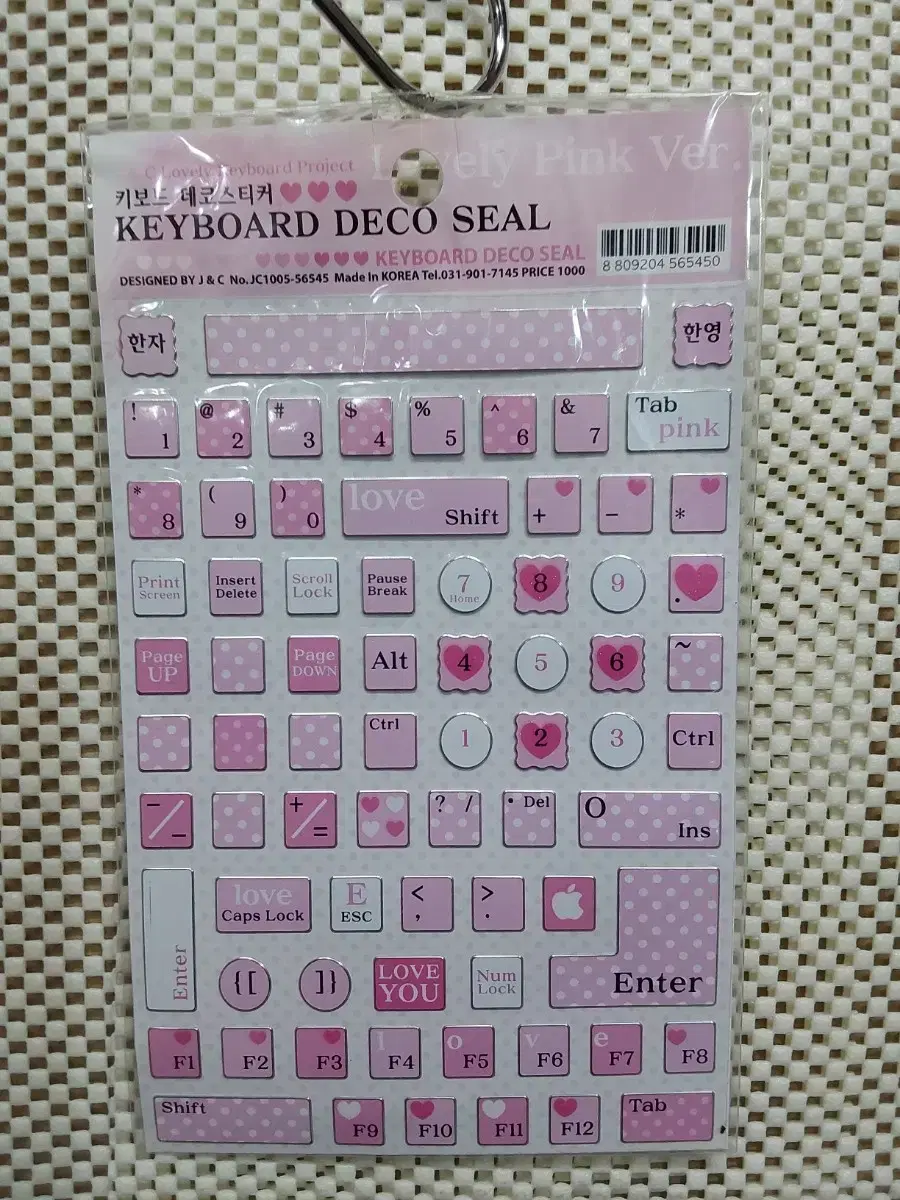 Lovely Pink Ver.
C Lovely Keyboard Project
키보드 데코스티커
KEYBOARD DECO SEAL
KEYBOARD DECO SEAL
8 809204 565450
DESIGNED BY J & C No.JC1005-56545 Made In KOREA Tel.031-901-7145 PRICE 1000
한자 한영
! 1 @ 2 # 3 $ 4 % 5 ^ 6 & 7 Tab pink
* 8 ( 9 ) 0 love Shift + - *
Print Screen Insert Delete Scroll Lock Pause Break 7 Home 8 9 .
Page UP Page DOWN Alt 4 5 6 ~
Ctrl 1 2 3 Ctrl
- _ + = ? / • Del O Ins
love Caps Lock E ESC < , > .
Enter { [ ] } LOVE YOU Num Lock Enter
F1 F2 F3 l F4 o F5 v F6 e F7 F8
Shift F9 F10 F11 F12 Tab